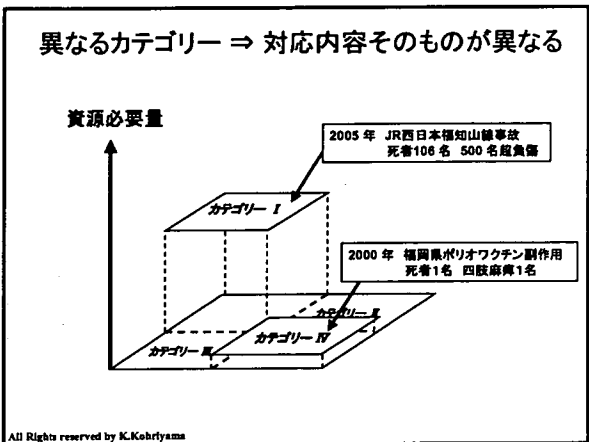 異なるカテゴリー ⇒ 対応内容そのものが異なる
資源必要量
2005 年 JR西日本福知山線事故
死者106名 500名超負傷
カテゴリー Ⅰ
2000 年 福岡県ポリオワクチン副作用
死者1名 四肢麻痺1名
カテゴリー Ⅱ
カテゴリー Ⅲ
カテゴリー Ⅳ
All Rights reserved by K.Kohriyama